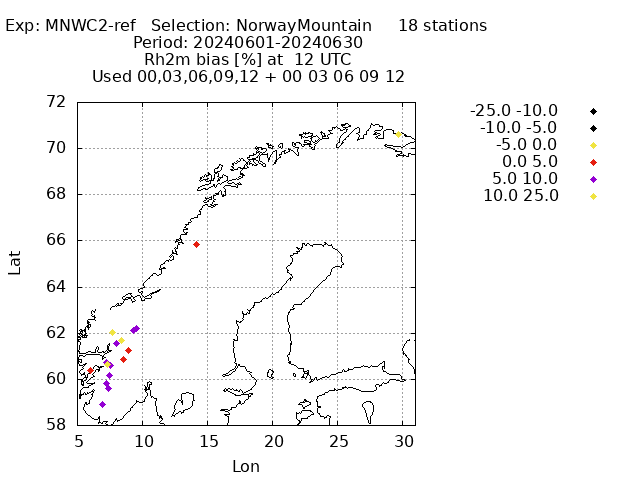 Exp: MNWC2-ref   Selection: NorwayMountain     18 stations
Period: 20240601-20240630
Rh2m bias [%] at  12 UTC
Used 00,03,06,09,12 + 00 03 06 09 12
-25.0 -10.0
-10.0 -5.0
-5.0 0.0
0.0 5.0
5.0 10.0
10.0 25.0
72
70
68
66
64
62
60
58
Lat
5 10 15 20 25 30
Lon